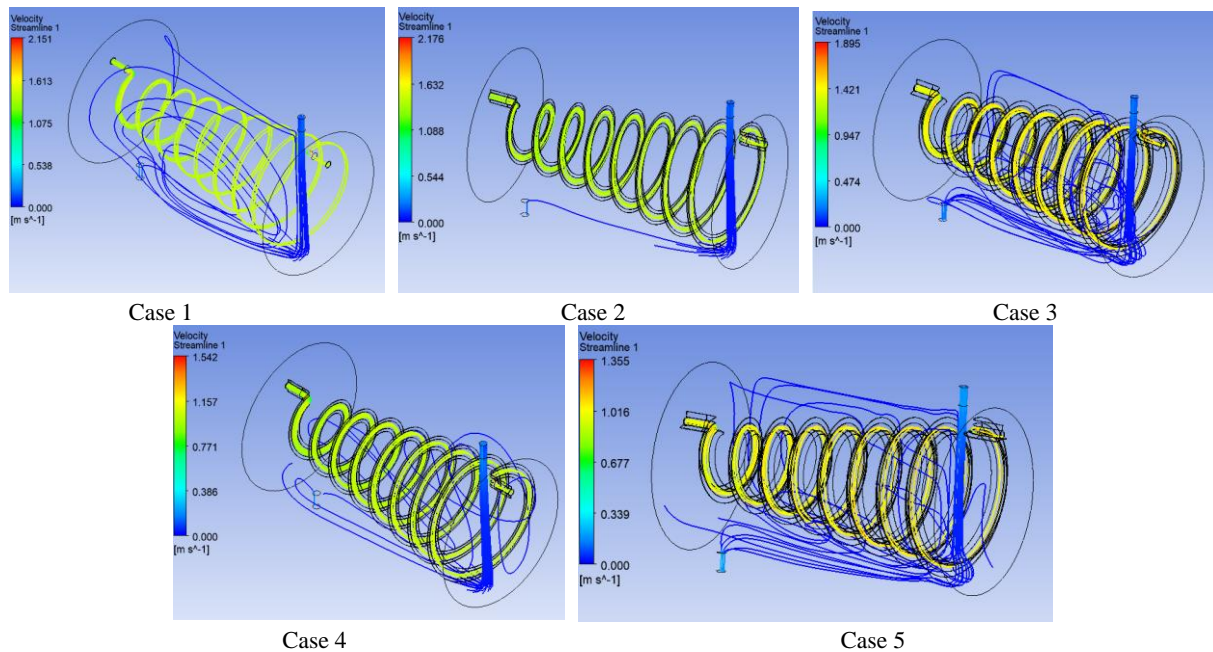 Velocity
Streamline 1
2.151
1.613
1.075
0.538
0.000
[m s^-1]
Case 1
Velocity
Streamline 1
2.176
1.632
1.088
0.544
0.000
[m s^-1]
Case 2
Velocity
Streamline 1
1.895
1.421
0.947
0.474
0.000
[m s^-1]
Case 3
Velocity
Streamline 1
1.542
1.157
0.771
0.386
0.000
[m s^-1]
Case 4
Velocity
Streamline 1
1.355
1.016
0.677
0.339
0.000
[m s^-1]
Case 5